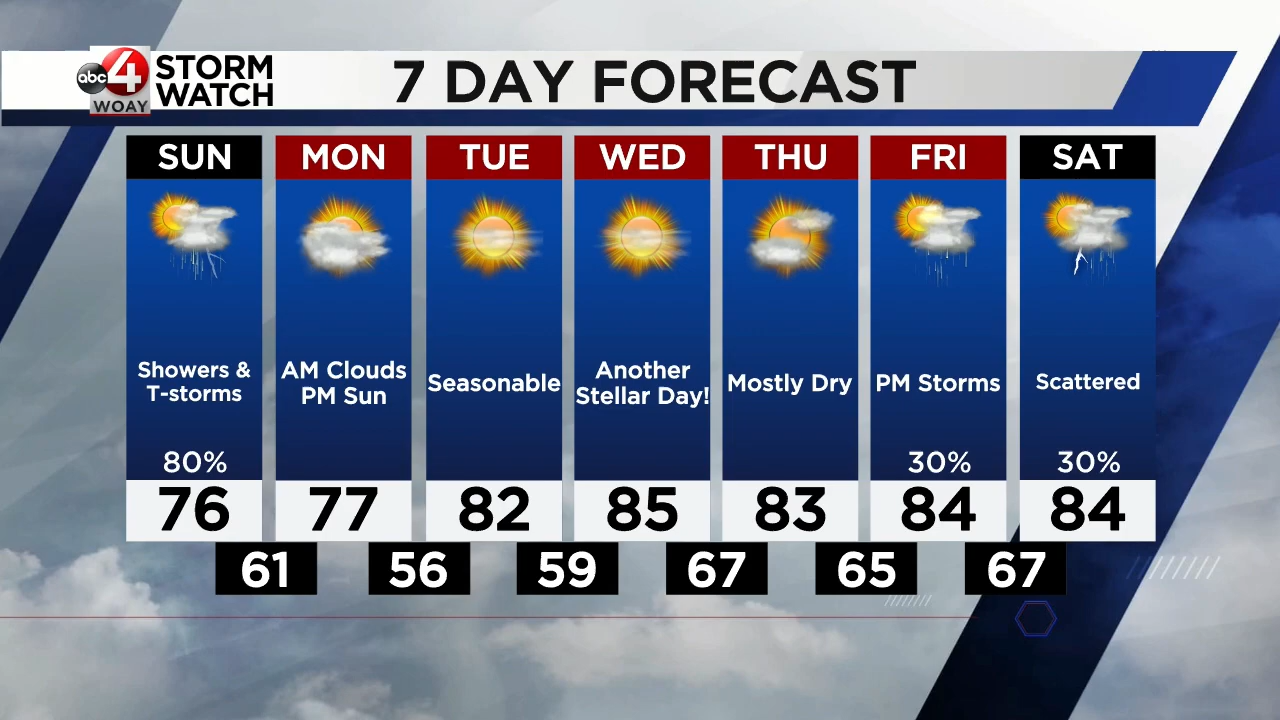 abc 4
WOAY
STORM
WATCH
7 DAY FORECAST
SUN
Showers &
T-storms
80%
76
MON
AM Clouds
PM Sun
77
TUE
Seasonable
82
WED
Another
Stellar Day!
85
THU
Mostly Dry
83
FRI
PM Storms
30%
84
SAT
Scattered
30%
84
61
56
59
67
65
67